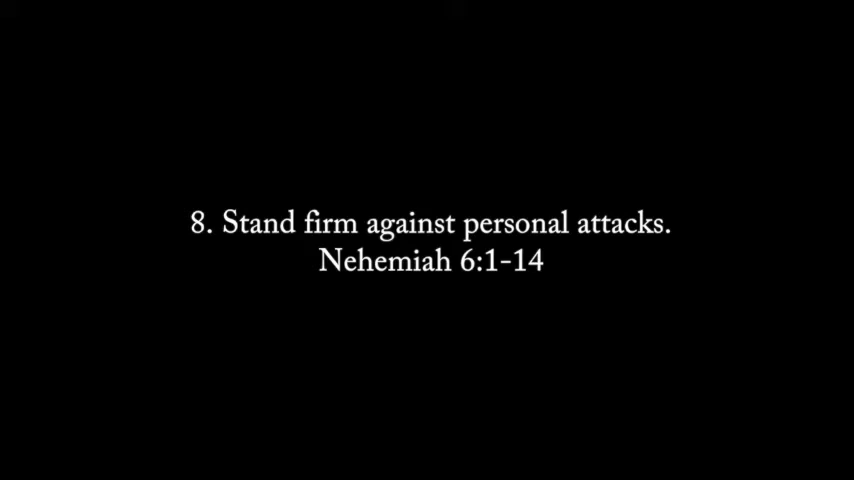 8. Stand firm against personal attacks.
Nehemiah 6:1-14